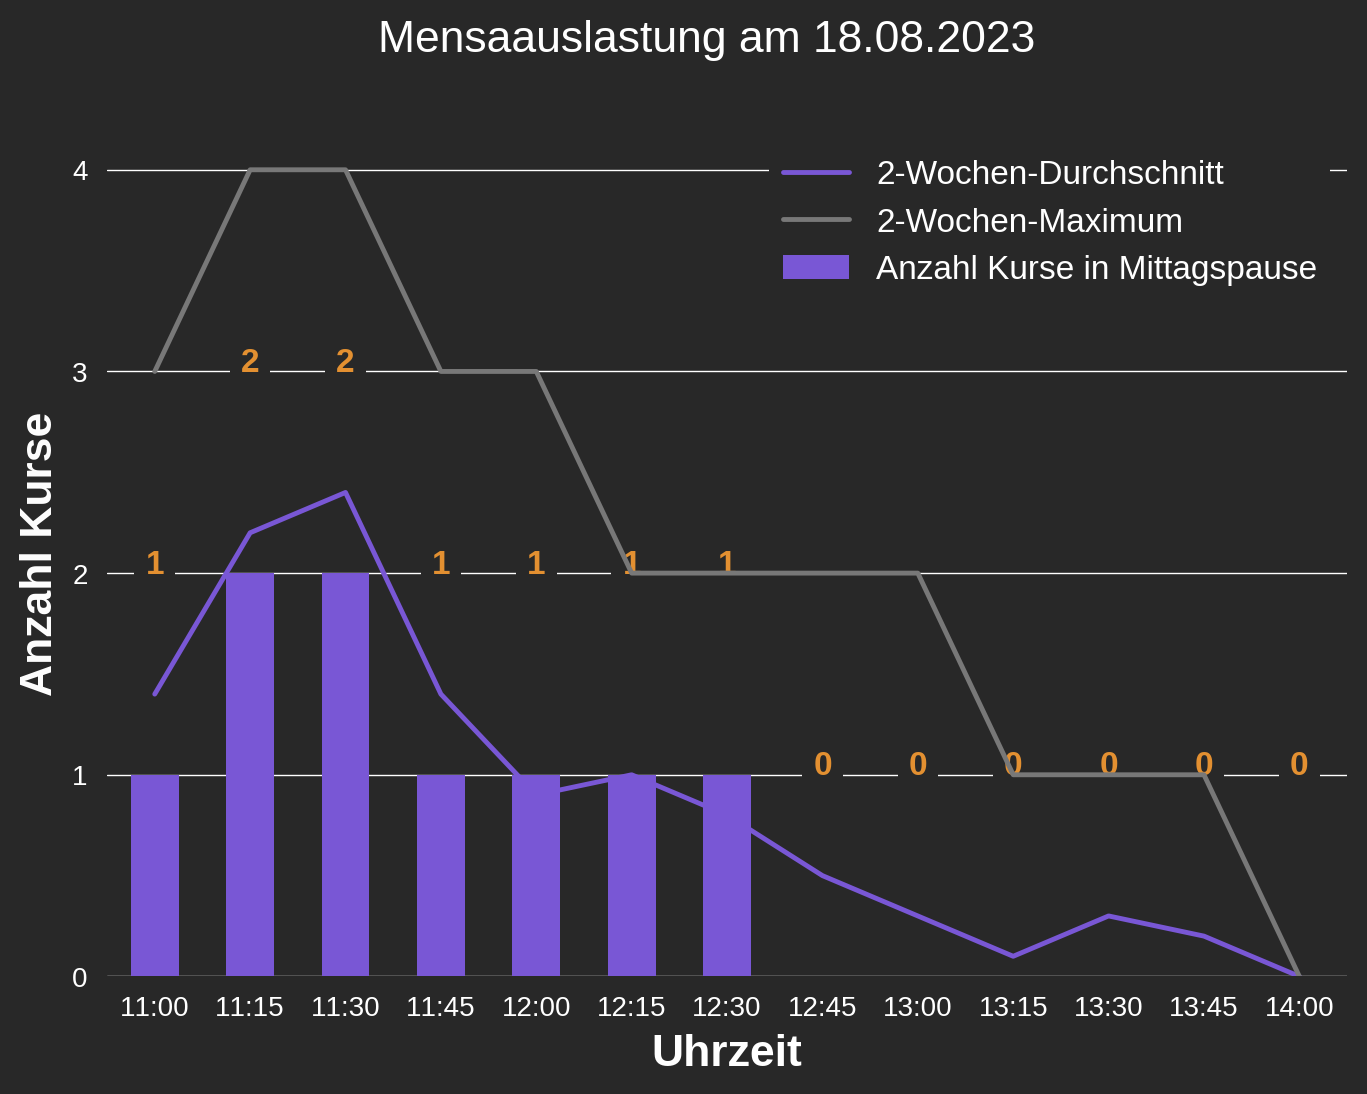 Mensaauslastung am 18.08.2023
2-Wochen-Durchschnitt
2-Wochen-Maximum
Anzahl Kurse in Mittagspause
Anzahl Kurse
4
3
2
1
0
2 2
1 1 1 1 1
0 0 0 0 0 0
11:00 11:15 11:30 11:45 12:00 12:15 12:30 12:45 13:00 13:15 13:30 13:45 14:00
Uhrzeit